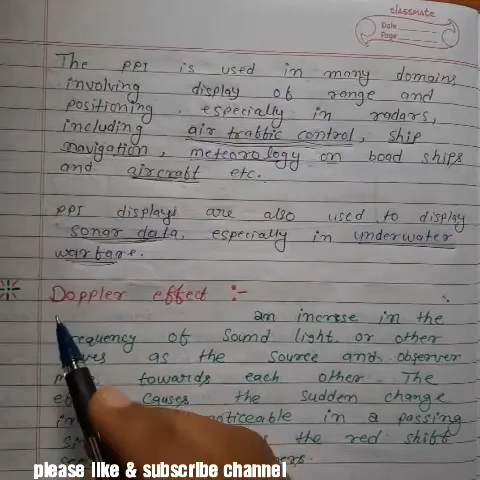 classmate
Date
Page
The PPI is used in many domains
involving display of range and
positioning. especially in radars,
including air traffic control, ship
navigation, meteorology on boad ships
and aircraft etc.
PPI displays are also used to display
sonar data, especially in underwater
warfare.
Doppler effect :-
an increse in the
requency of sound light or other
as the source and observer
towards each other. The
causes the sudden change
noticeable in a passing
the red shift
please like & subscribe channel